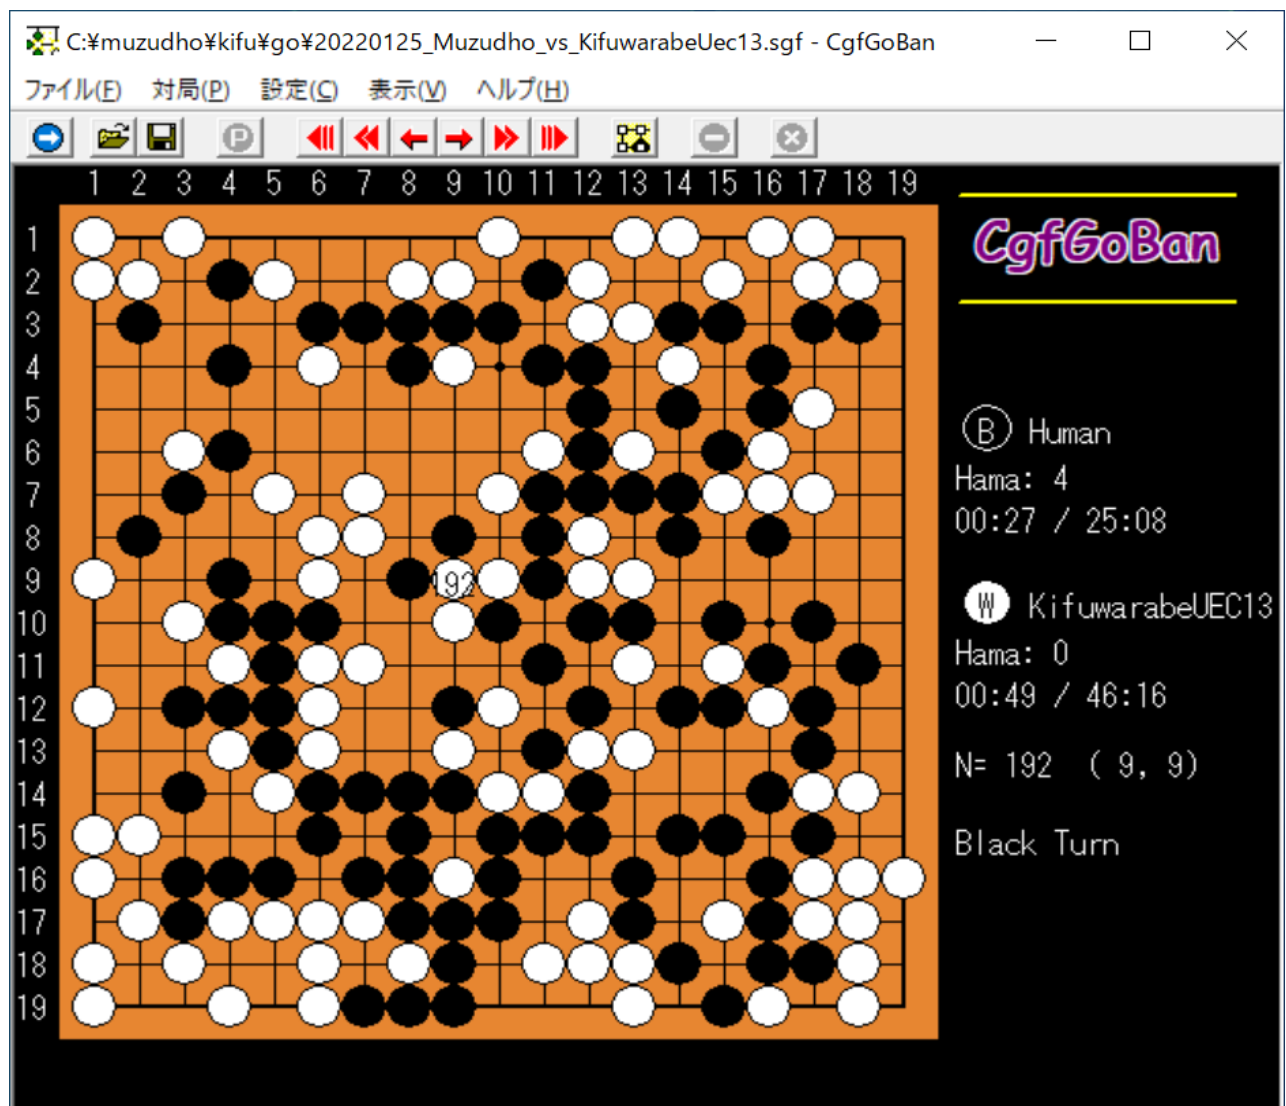 C:¥muzudho¥kifu¥go¥20220125_Muzudho_vs_KifuwarabeUec13.sgf - CgfGoBan
ファイル(F) 対局(P) 設定(C) 表示(V) ヘルプ(H)
P
1 2 3 4 5 6 7 8 9 10 11 12 13 14 15 16 17 18 19
1
2
3
4
5
6
7
8
9
10
11
12
13
14
15
16
17
18
19
192
CgfGoBan
B Human
Hama: 4
00:27 / 25:08
W KifuwarabeUEC13
Hama: 0
00:49 / 46:16
N= 192 ( 9, 9)
Black Turn